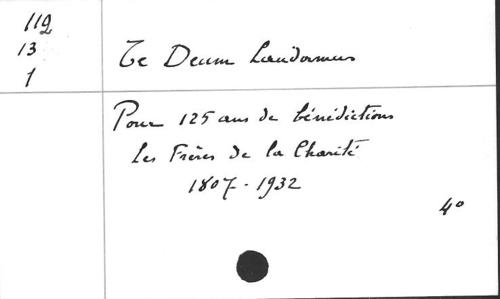 112
13
1
Te Deum Laudamus
Pour 125 ans de bénédictions
Les Frères de la Charité
1807 - 1932
4°